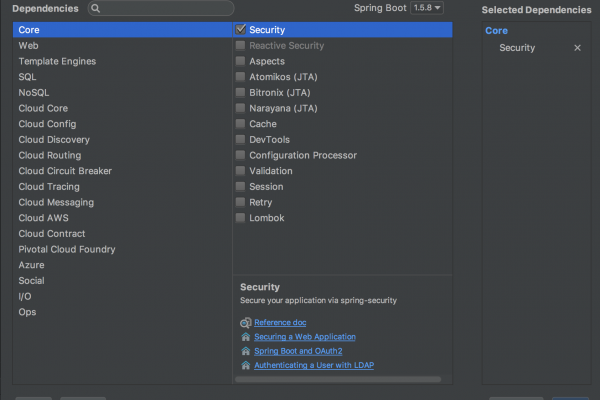 Dependencies
Spring Boot 1.5.8
Selected Dependencies
Core
Web
Template Engines
SQL
NoSQL
Cloud Core
Cloud Config
Cloud Discovery
Cloud Routing
Cloud Circuit Breaker
Cloud Tracing
Cloud Messaging
Cloud AWS
Cloud Contract
Pivotal Cloud Foundry
Azure
Social
I/O
Ops
Security
Reactive Security
Aspects
Atomikos (JTA)
Bitronix (JTA)
Narayana (JTA)
Cache
DevTools
Configuration Processor
Validation
Session
Retry
Lombok
Security
Secure your application via spring-security
Reference doc
Securing a Web Application
Spring Boot and OAuth2
Authenticating a User with LDAP
Core
Security